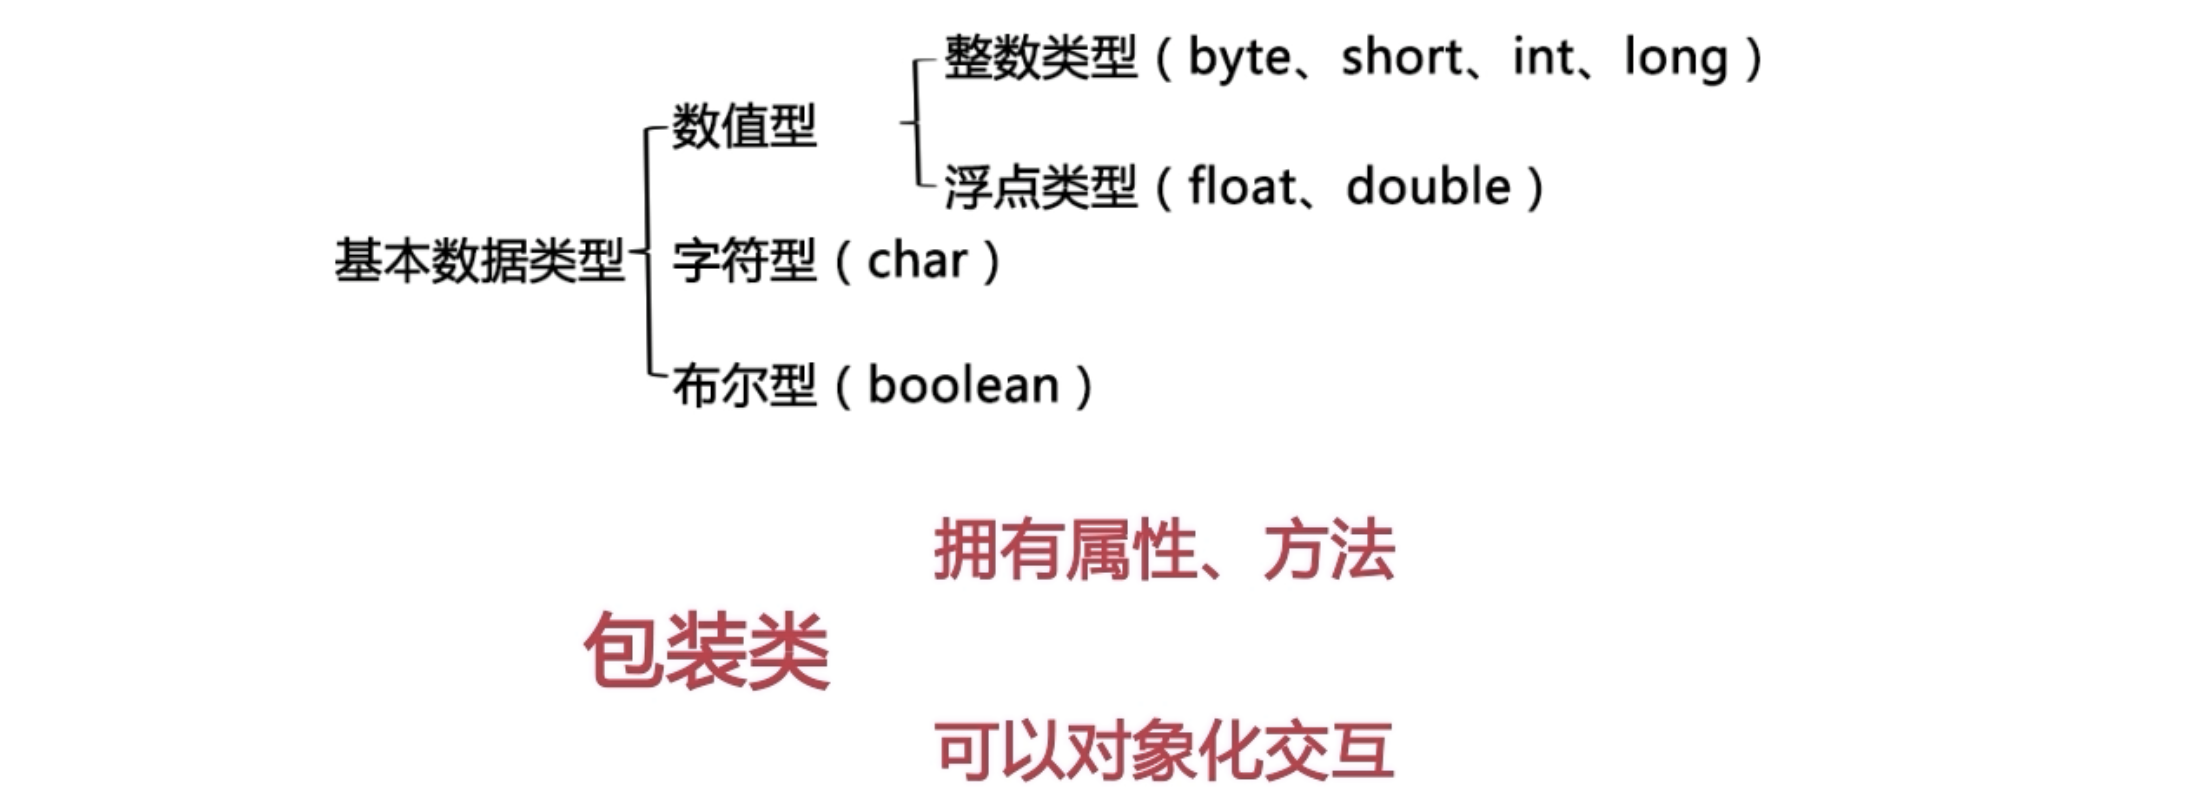 整数类型（byte、short、int、long）
数值型
浮点类型（float、double）
基本数据类型
字符型（char）
布尔型（boolean）
拥有属性、方法
包装类
可以对象化交互